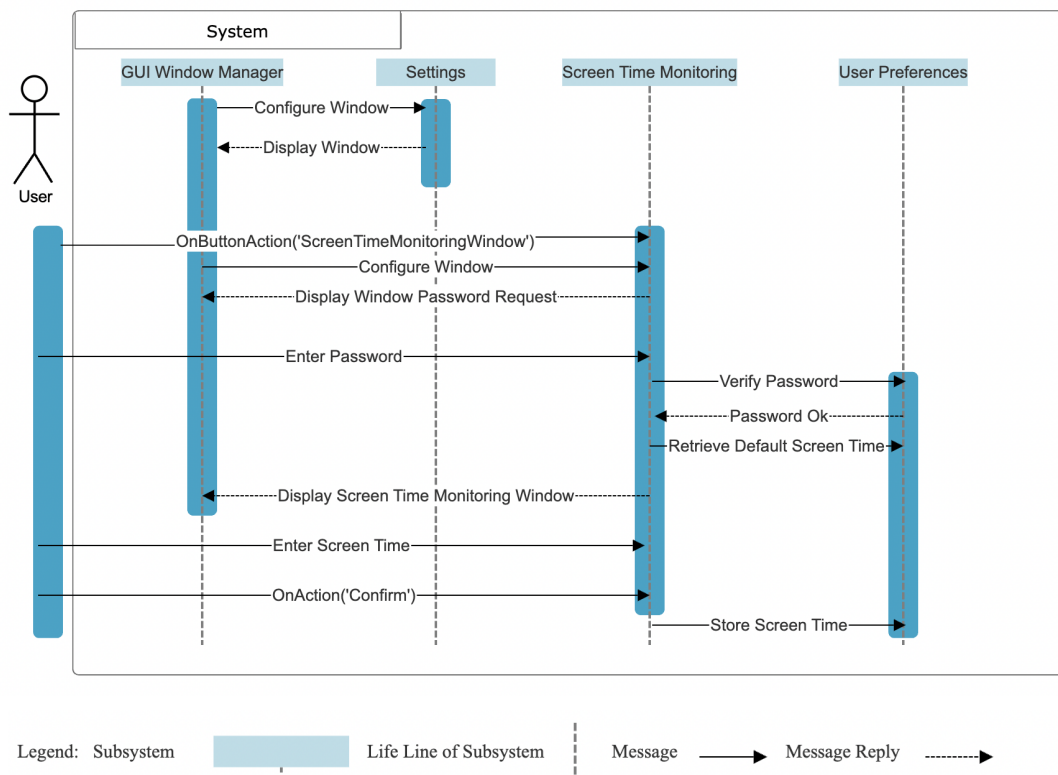 System
GUI Window Manager
Settings
Screen Time Monitoring
User Preferences
Configure Window
Display Window
User
OnButtonAction('ScreenTimeMonitoringWindow')
Configure Window
Display Window Password Request
Enter Password
Verify Password
Password Ok
Retrieve Default Screen Time
Display Screen Time Monitoring Window
Enter Screen Time
OnAction('Confirm')
Store Screen Time
Legend: Subsystem
Life Line of Subsystem
Message
Message Reply